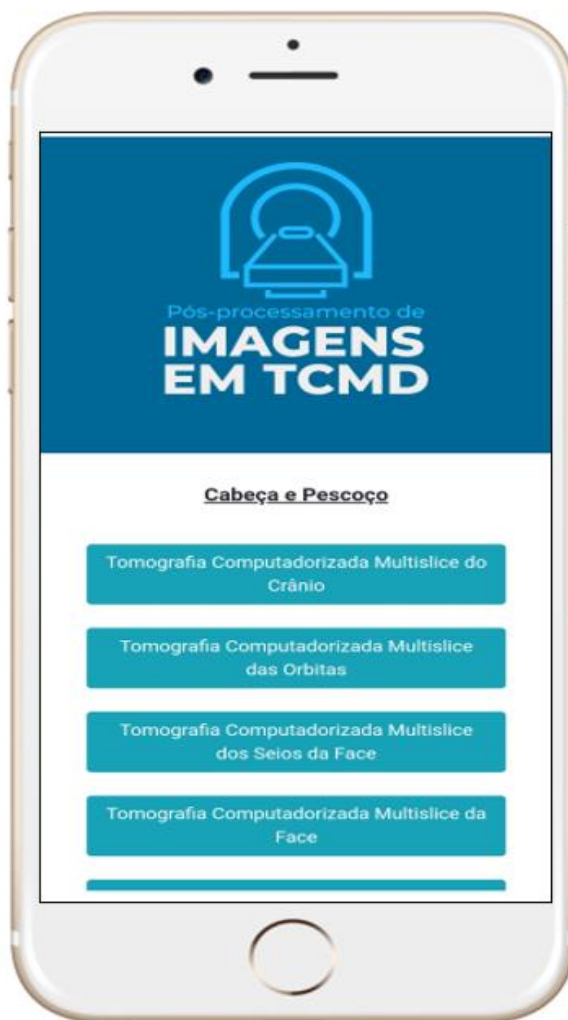 Pós-processamento de
IMAGENS
EM TCMD
Cabeça e Pescoço
Tomografia Computadorizada Multislice do
Crânio
Tomografia Computadorizada Multislice
das Orbitas
Tomografia Computadorizada Multislice
dos Seios da Face
Tomografia Computadorizada Multislice da
Face